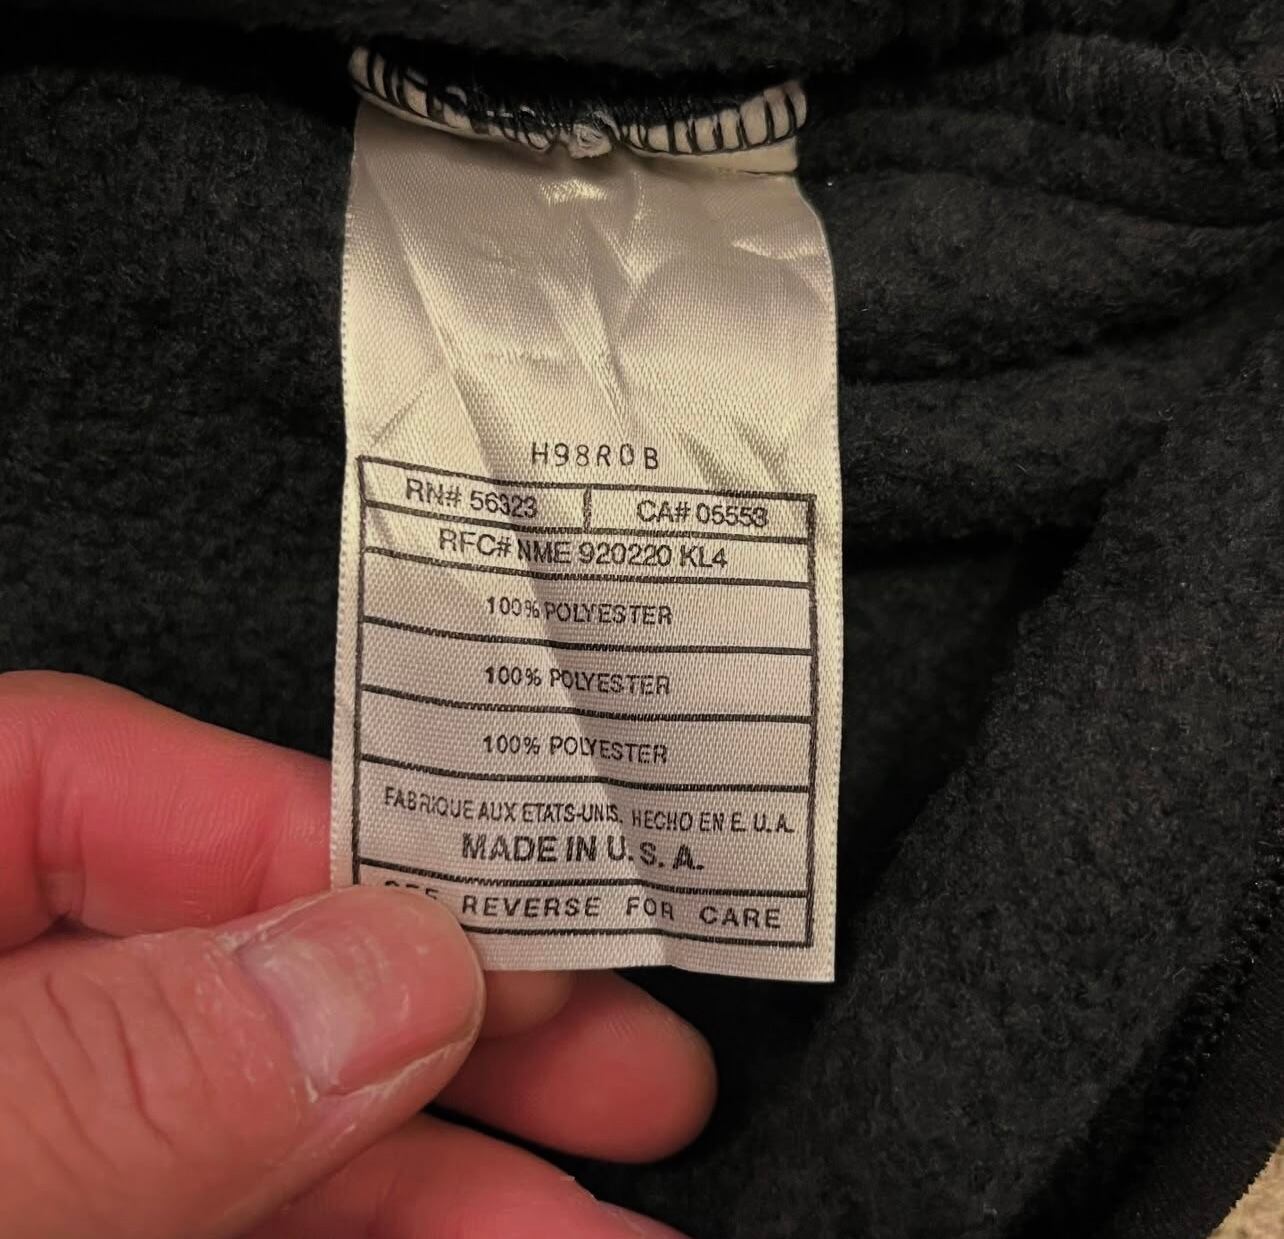 H98R0B
RN# 56323 CA# 05553
RFC# NME 920220 KL4
100% POLYESTER
100% POLYESTER
100% POLYESTER
FABRIQUE AUX ETATS-UNIS. HECHO EN E. U. A.
MADE IN U. S. A.
SEE REVERSE FOR CARE